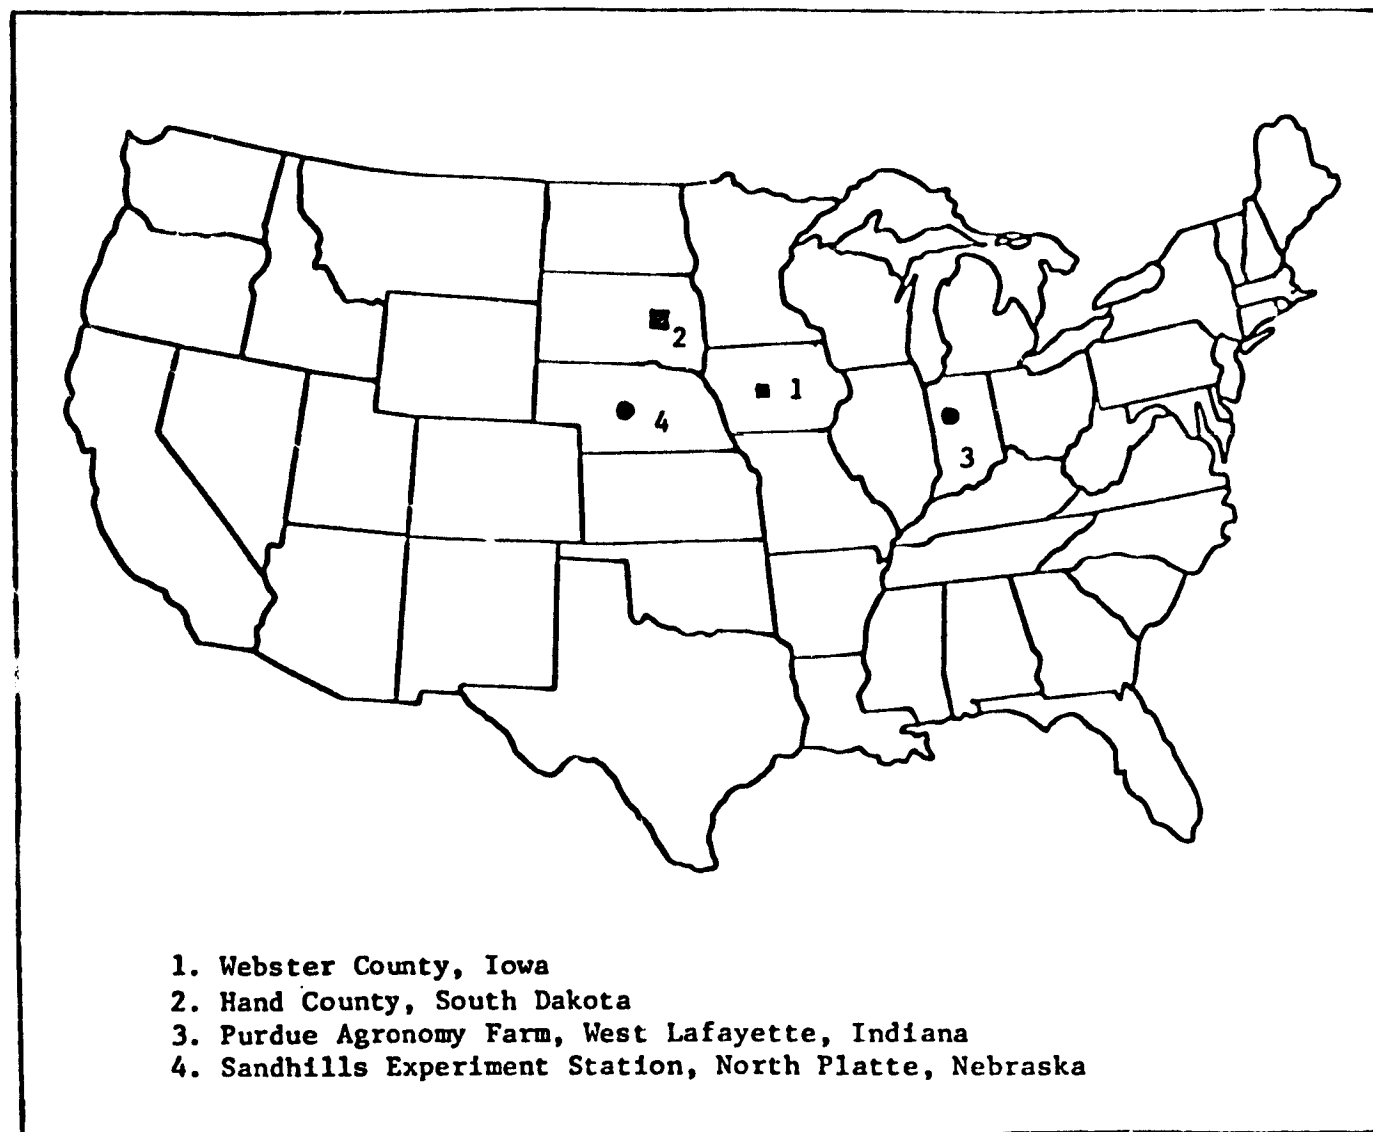 2
1
4
3
1. Webster County, Iowa
2. Hand County, South Dakota
3. Purdue Agronomy Farm, West Lafayette, Indiana
4. Sandhills Experiment Station, North Platte, Nebraska